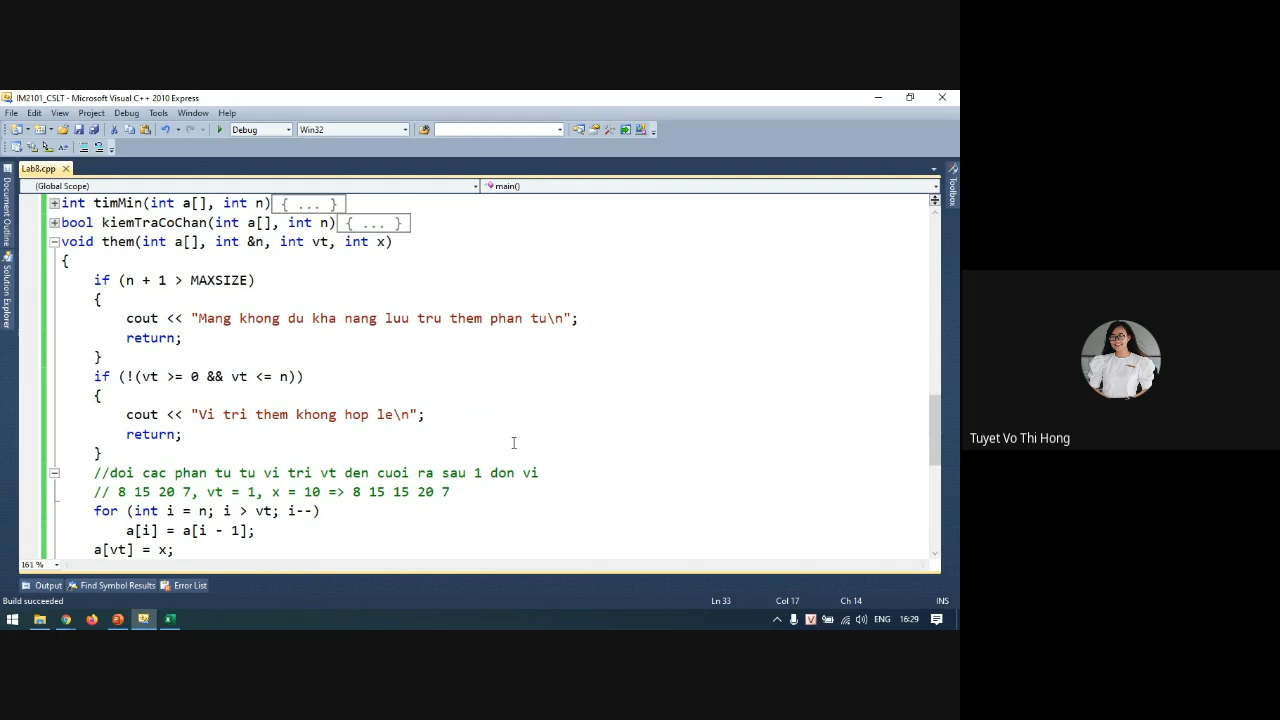 IM2101_CSLT - Microsoft Visual C++ 2010 Express
File Edit View Project Debug Tools Window Help
Debug Win32
Lab8.cpp
(Global Scope) main()
int timMin(int a[], int n){ ... }
bool kiemTraCoChan(int a[], int n){ ... }
void them(int a[], int &n, int vt, int x)
{
if (n + 1 > MAXSIZE)
{
cout << "Mang khong du kha nang luu tru them phan tu\n";
return;
}
if (!(vt >= 0 && vt <= n))
{
cout << "Vi tri them khong hop le\n";
return;
}
//doi cac phan tu tu vi tri vt den cuoi ra sau 1 don vi
// 8 15 20 7, vt = 1, x = 10 => 8 15 15 20 7
for (int i = n; i > vt; i--)
a[i] = a[i - 1];
a[vt] = x;
161 %
Output Find Symbol Results Error List
Build succeeded Ln 33 Col 17 Ch 14 INS
ENG 16:29
Document Outline
Solution Explorer
Toolbox
Tuyet Vo Thi Hong